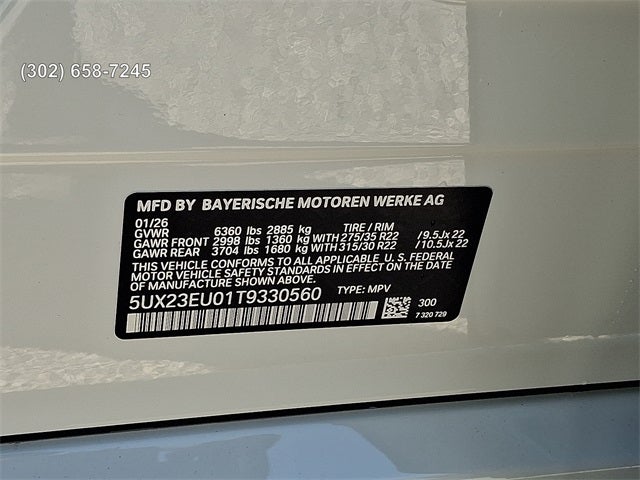 (302) 658-7245
MFD BY BAYERISCHE MOTOREN WERKE AG
01/26
GVWR 6360 lbs 2885 kg TIRE / RIM
GAWR FRONT 2998 lbs 1360 kg WITH 275/35 R22 / 9.5Jx 22
GAWR REAR 3704 lbs 1680 kg WITH 315/30 R22 / 10.5Jx 22
THIS VEHICLE CONFORMS TO ALL APPLICABLE U. S. FEDERAL
MOTOR VEHICLE SAFETY STANDARDS IN EFFECT ON THE DATE
OF MANUFACTURE SHOWN ABOVE.
5UX23EU01T9330560 TYPE: MPV
300
7 320 729